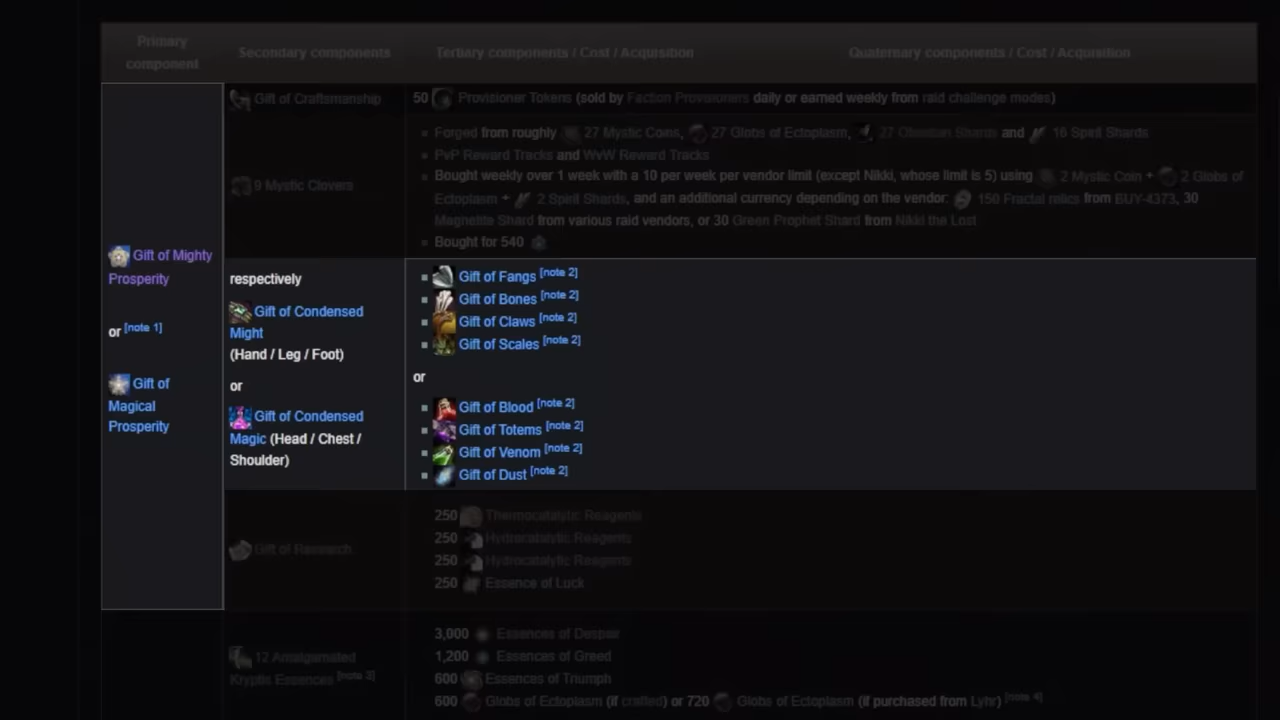 Primary
component
Secondary components
Tertiary components / Cost / Acquisition
Quaternary components / Cost / Acquisition
Gift of Mighty
Prosperity
or [note 1]
Gift of
Magical
Prosperity
Gift of Craftsmanship
50 Provisioner Tokens (sold by Faction Provisioners daily or earned weekly from raid challenge modes)
9 Mystic Clovers
Forged from roughly 27 Mystic Coins, 27 Globs of Ectoplasm, 27 Obsidian Shards and 16 Spirit Shards
PvP Reward Tracks and WvW Reward Tracks
Bought weekly over 1 week with a 10 per week per vendor limit (except Nikki, whose limit is 5) using 2 Mystic Coin + 2 Globs of
Ectoplasm + 2 Spirit Shards, and an additional currency depending on the vendor: 150 Fractal relics from BUY-4373, 30
Magnetite Shard from various raid vendors, or 30 Green Prophet Shard from Nikki the Lost
Bought for 540
respectively
Gift of Condensed
Might
(Hand / Leg / Foot)
or
Gift of Condensed
Magic (Head / Chest /
Shoulder)
Gift of Fangs [note 2]
Gift of Bones [note 2]
Gift of Claws [note 2]
Gift of Scales [note 2]
or
Gift of Blood [note 2]
Gift of Totems [note 2]
Gift of Venom [note 2]
Gift of Dust [note 2]
Gift of Research
250 Thermocatalytic Reagents
250 Hydrocatalytic Reagents
250 Hydrocatalytic Reagents
250 Essence of Luck
12 Amalgamated
Kryptis Essences [note 3]
3,000 Essences of Despair
1,200 Essences of Greed
600 Essences of Triumph
600 Globs of Ectoplasm (if crafted) or 720 Globs of Ectoplasm (if purchased from Lyhr) [note 4]